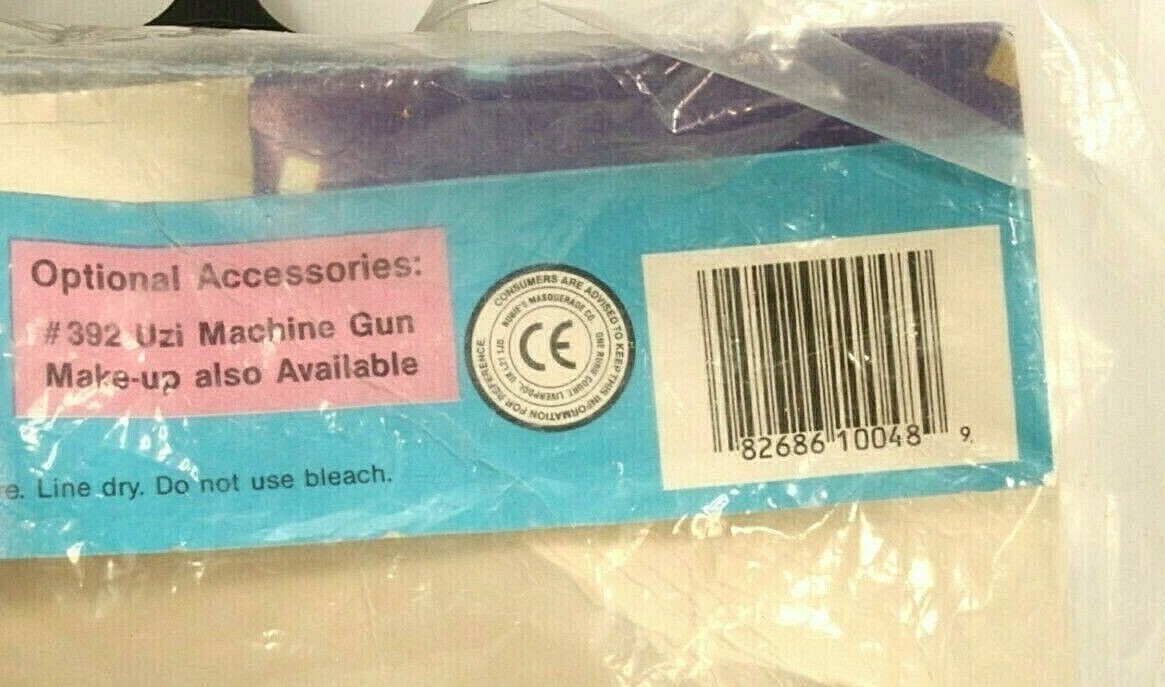 Optional Accessories:
#392 Uzi Machine Gun
Make-up also Available
CONSUMERS ARE ADVISED TO KEEP THIS INFORMATION FOR REFERENCE.
RUBIE'S MASQUERADE CO. ONE RUBIE COURT, LIVERPOOL, UK L21 UTJ
CE
82686 10048 9
e. Line dry. Do not use bleach.